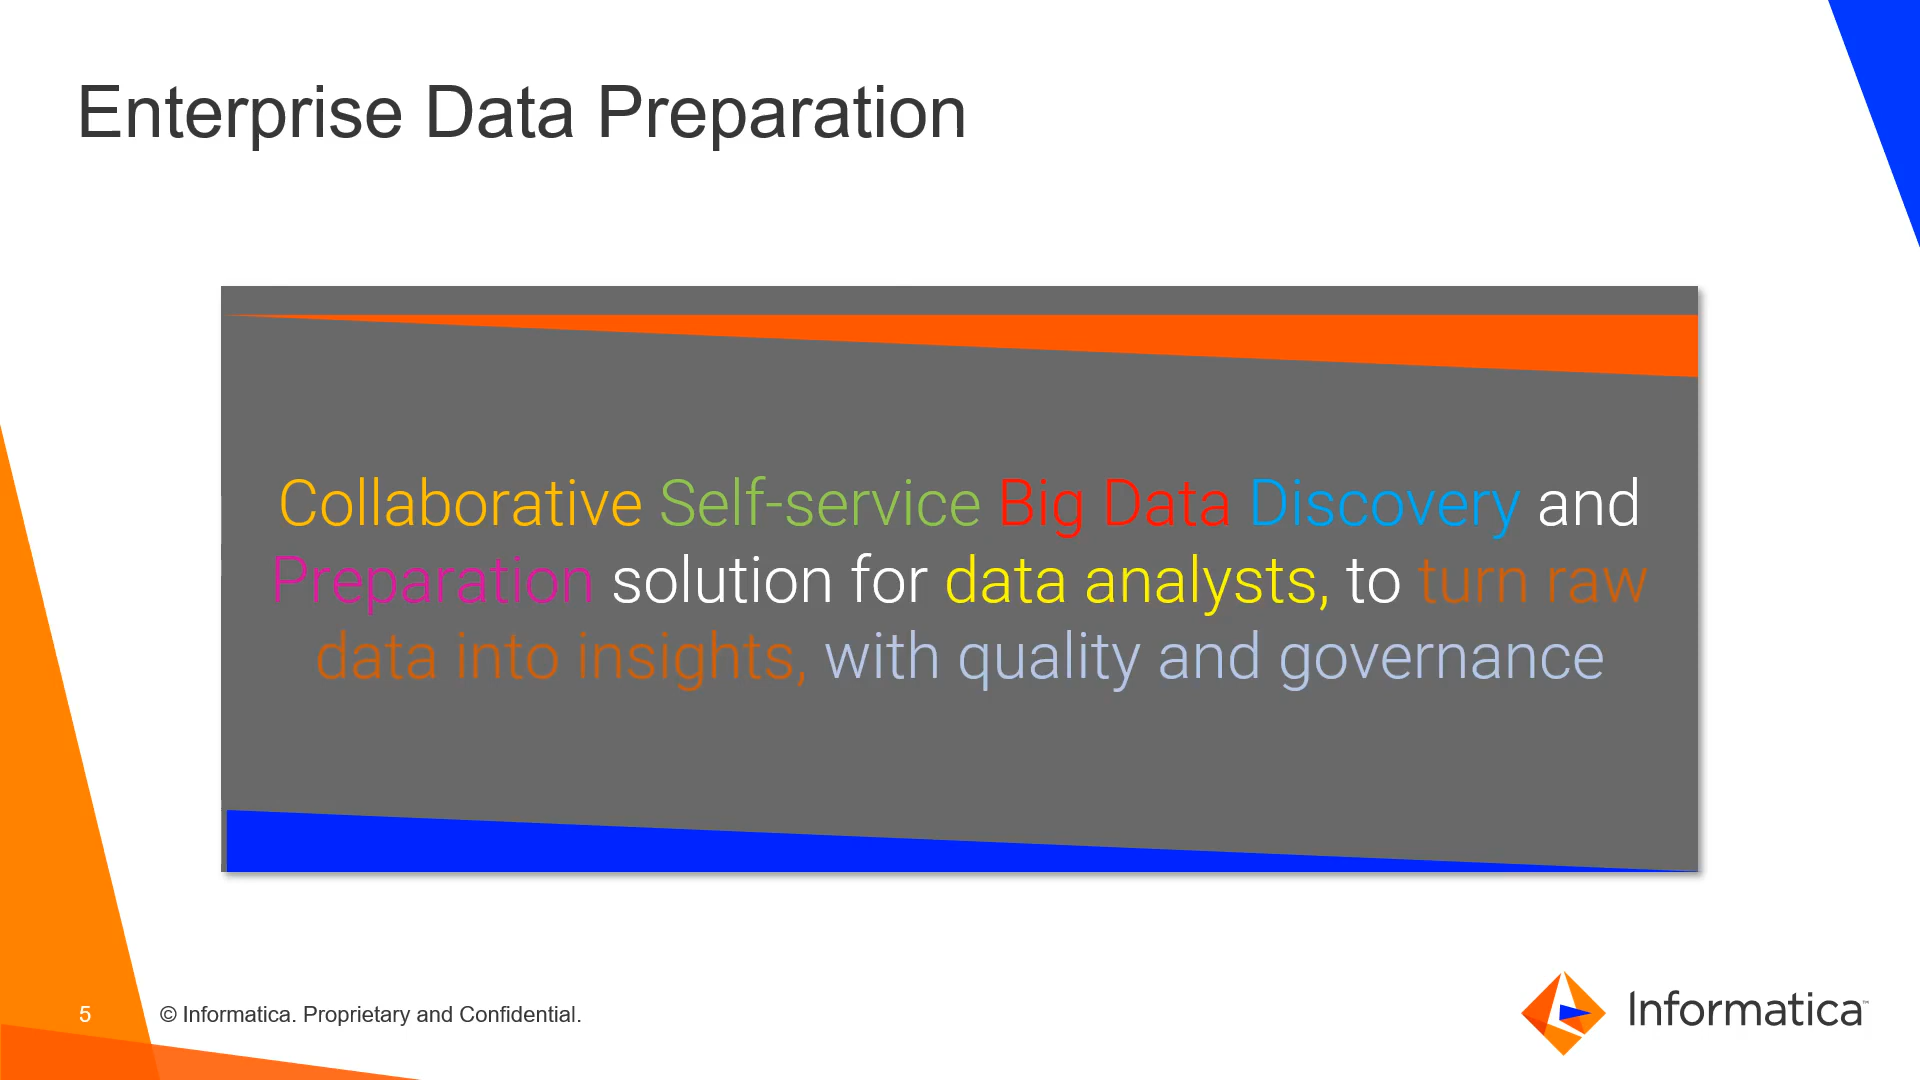 Enterprise Data Preparation
Collaborative Self-service Big Data Discovery and
Preparation solution for data analysts, to turn raw
data into insights, with quality and governance
5
© Informatica. Proprietary and Confidential.
Informatica™